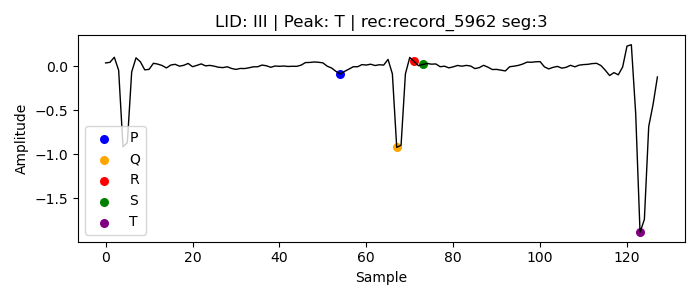 LID: III | Peak: T | rec:record_5962 seg:3
Amplitude
0.0
−0.5
−1.0
−1.5
P
Q
R
S
T
0 20 40 60 80 100 120
Sample